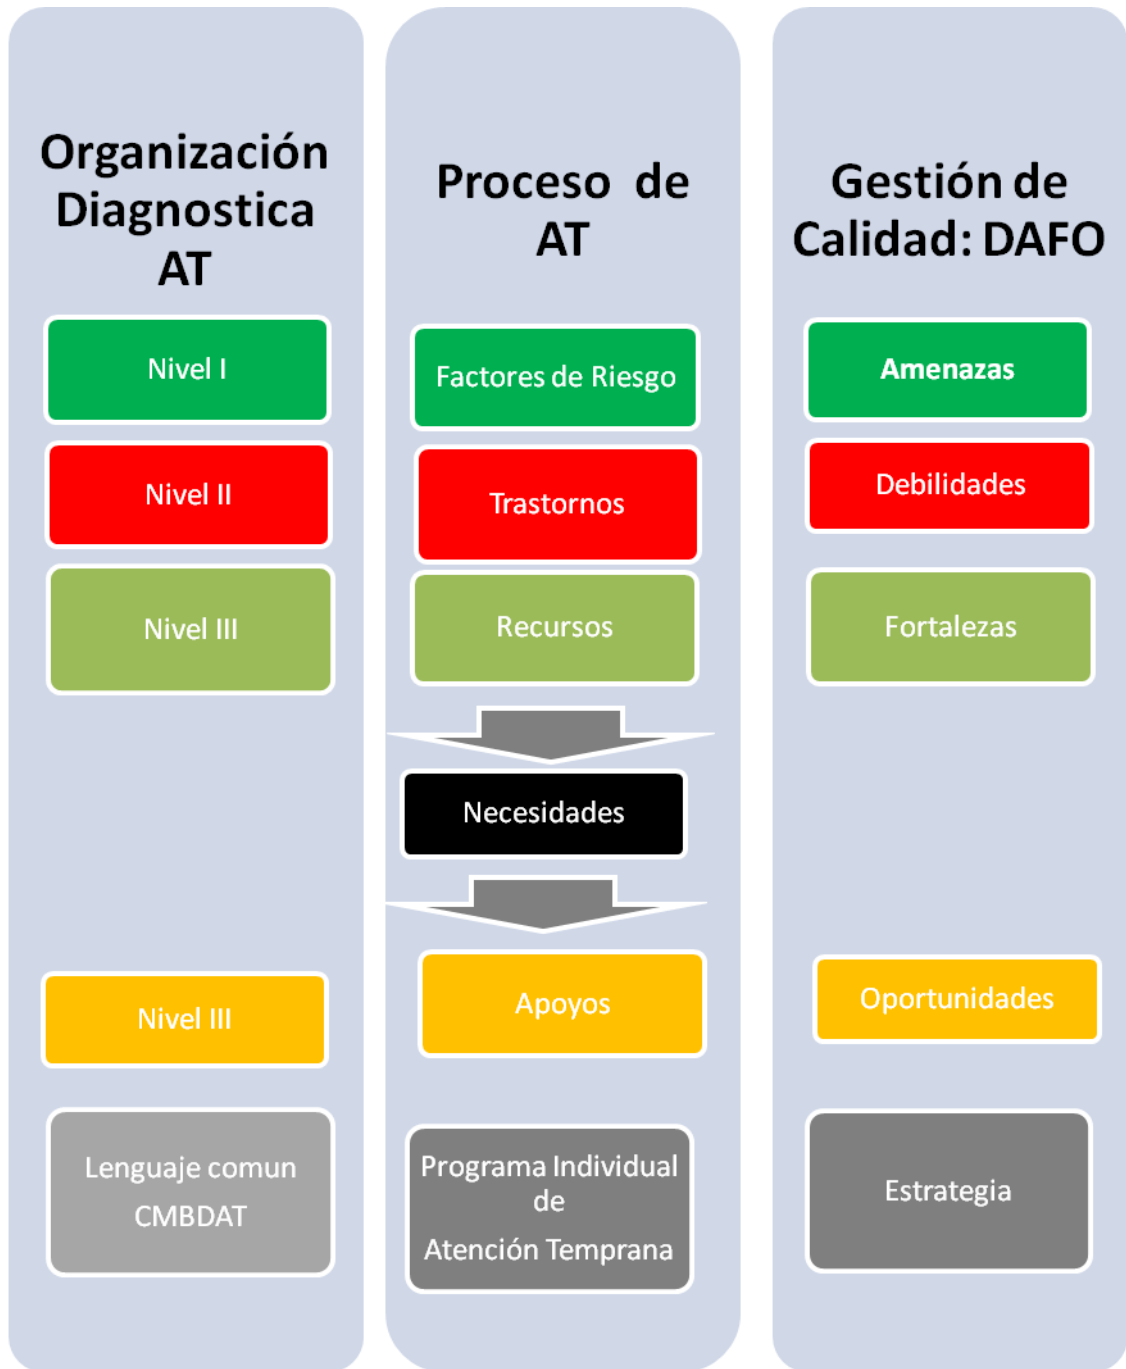 Organización
Diagnostica
AT
Nivel I
Nivel II
Nivel III
Nivel III
Lenguaje comun
CMBDAT
Proceso de
AT
Factores de Riesgo
Trastornos
Recursos
Necesidades
Apoyos
Programa Individual
de
Atención Temprana
Gestión de
Calidad: DAFO
Amenazas
Debilidades
Fortalezas
Oportunidades
Estrategia